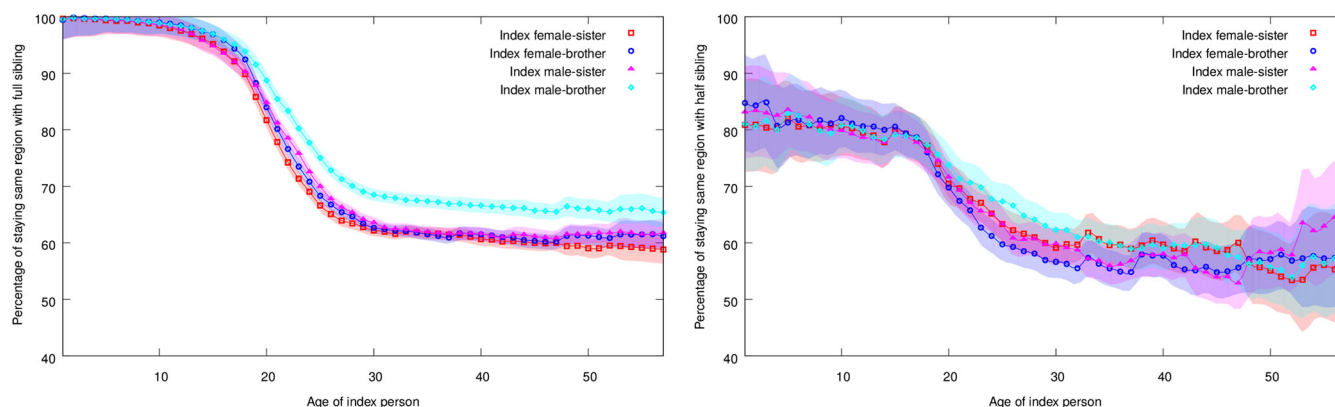 Percentage of staying same region with full sibling
100
90
80
70
60
50
40
10
20
30
40
50
Age of index person
Index female-sister
Index female-brother
Index male-sister
Index male-brother
Percentage of staying same region with half sibling
100
90
80
70
60
50
40
10
20
30
40
50
Age of index person
Index female-sister
Index female-brother
Index male-sister
Index male-brother